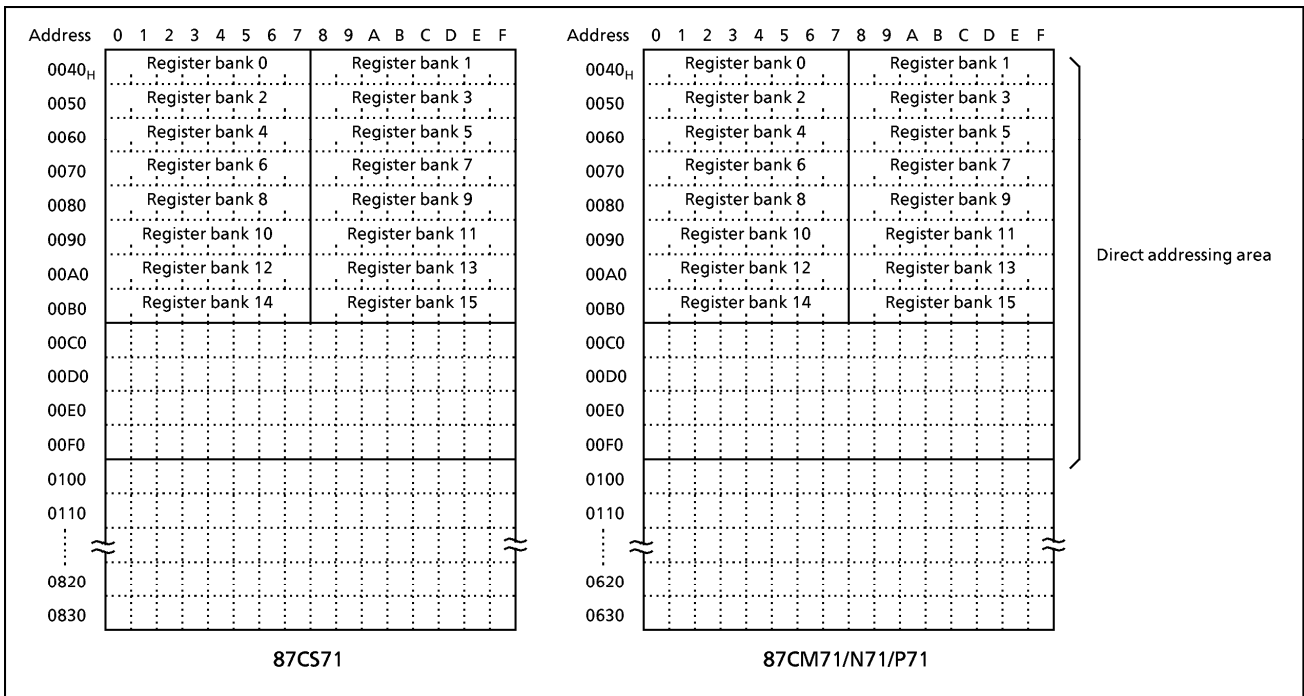 Address 0 1 2 3 4 5 6 7 8 9 A B C D E F
0040H Register bank 0 Register bank 1
0050 Register bank 2 Register bank 3
0060 Register bank 4 Register bank 5
0070 Register bank 6 Register bank 7
0080 Register bank 8 Register bank 9
0090 Register bank 10 Register bank 11
00A0 Register bank 12 Register bank 13
00B0 Register bank 14 Register bank 15
00C0
00D0
00E0
00F0
0100
0110
0820
0830
87CS71
Address 0 1 2 3 4 5 6 7 8 9 A B C D E F
0040H Register bank 0 Register bank 1
0050 Register bank 2 Register bank 3
0060 Register bank 4 Register bank 5
0070 Register bank 6 Register bank 7
0080 Register bank 8 Register bank 9
0090 Register bank 10 Register bank 11
00A0 Register bank 12 Register bank 13
00B0 Register bank 14 Register bank 15
00C0
00D0
00E0
00F0
0100
0110
0620
0630
87CM71/N71/P71
Direct addressing area